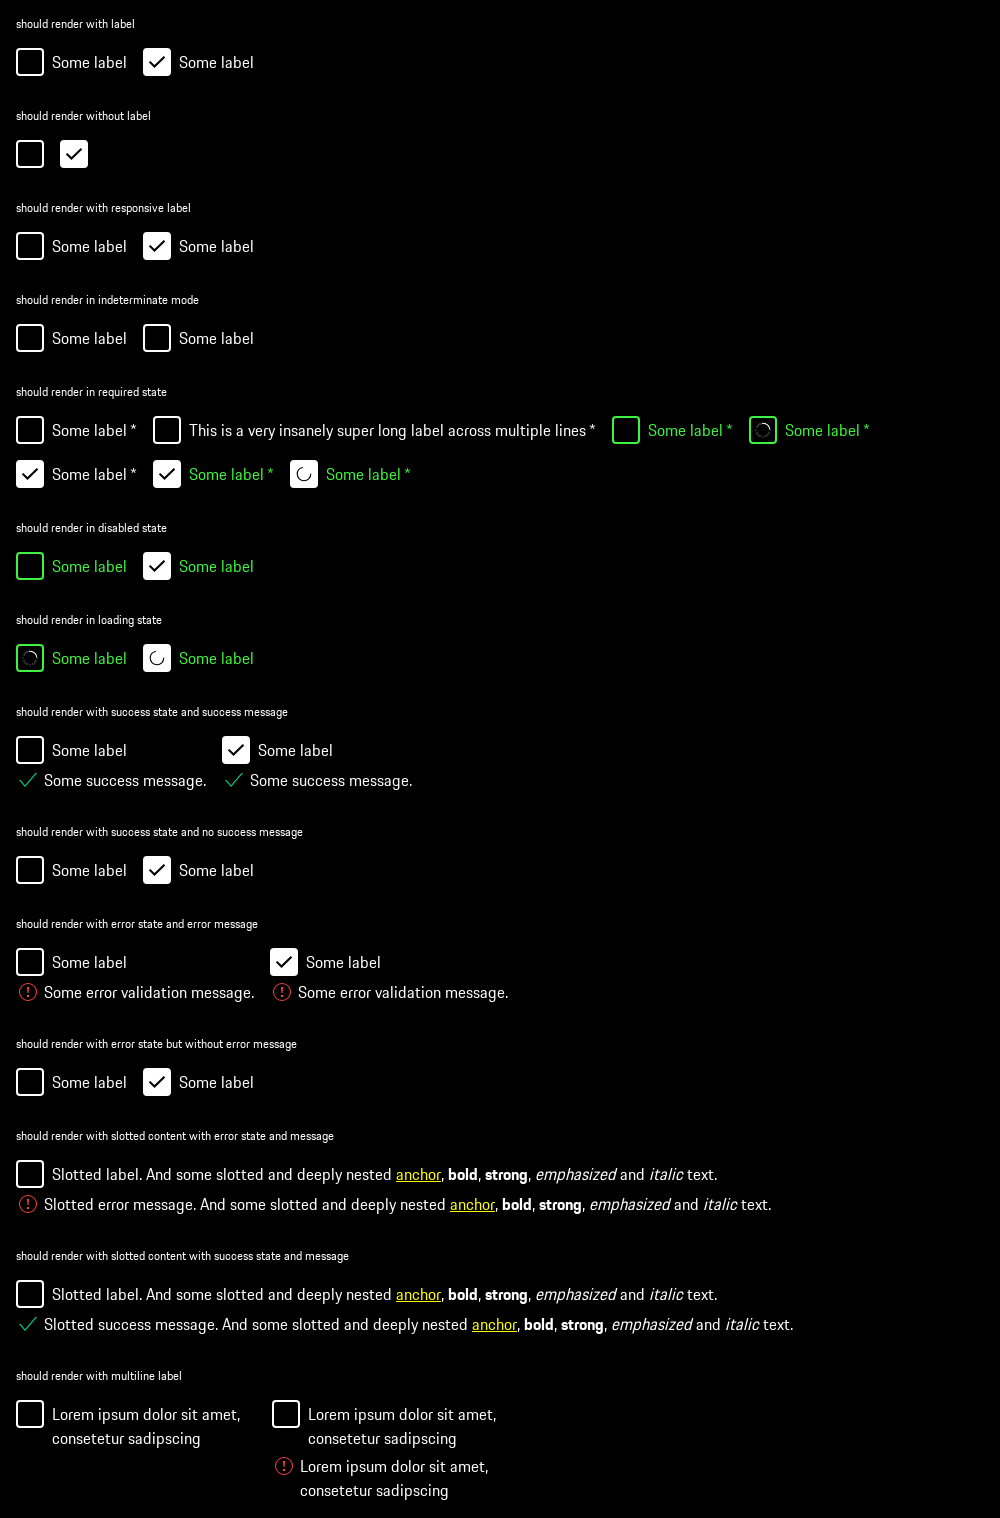 should render with label
Some label Some label
should render without label
should render with responsive label
Some label Some label
should render in indeterminate mode
Some label Some label
should render in required state
Some label * This is a very insanely super long label across multiple lines * Some label * Some label *
Some label * Some label * Some label *
should render in disabled state
Some label Some label
should render in loading state
Some label Some label
should render with success state and success message
Some label Some label
Some success message. Some success message.
should render with success state and no success message
Some label Some label
should render with error state and error message
Some label Some label
Some error validation message. Some error validation message.
should render with error state but without error message
Some label Some label
should render with slotted content with error state and message
Slotted label. And some slotted and deeply nested anchor, bold, strong, emphasized and italic text.
Slotted error message. And some slotted and deeply nested anchor, bold, strong, emphasized and italic text.
should render with slotted content with success state and message
Slotted label. And some slotted and deeply nested anchor, bold, strong, emphasized and italic text.
Slotted success message. And some slotted and deeply nested anchor, bold, strong, emphasized and italic text.
should render with multiline label
Lorem ipsum dolor sit amet, Lorem ipsum dolor sit amet,
consetetur sadipscing consetetur sadipscing
Lorem ipsum dolor sit amet,
consetetur sadipscing